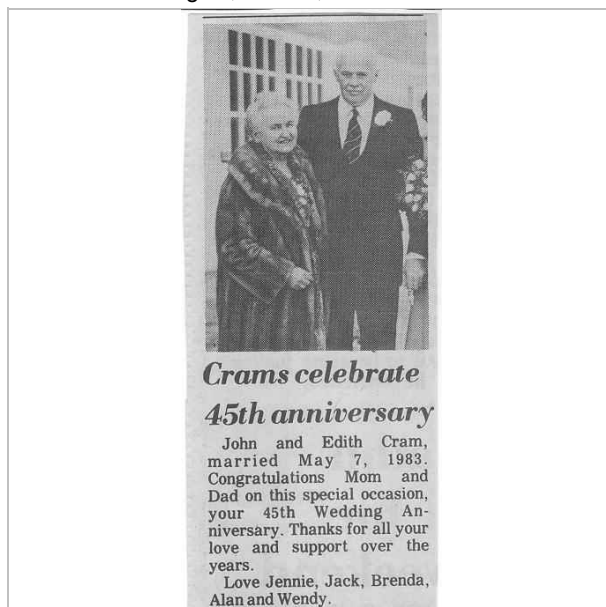 Crams celebrate
45th anniversary
John and Edith Cram,
married May 7, 1983.
Congratulations Mom and
Dad on this special occasion,
your 45th Wedding An-
niversary. Thanks for all your
love and support over the
years.
Love Jennie, Jack, Brenda,
Alan and Wendy.